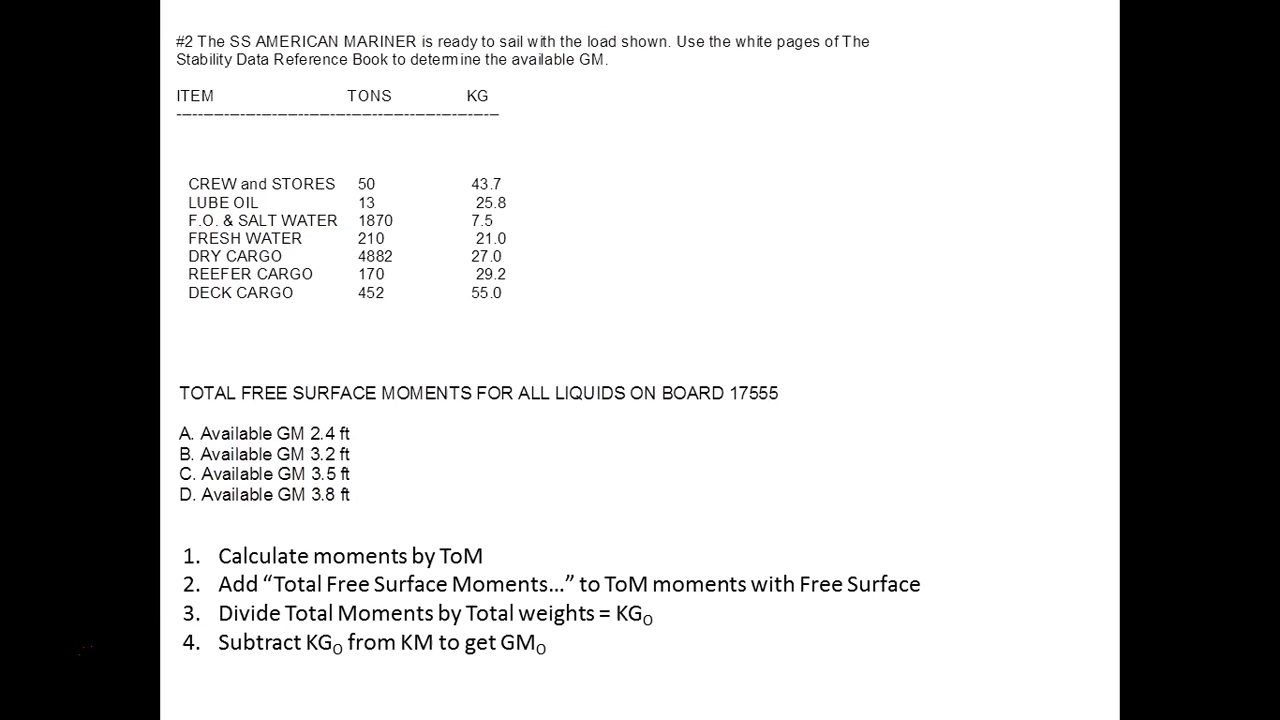 #2 The SS AMERICAN MARINER is ready to sail with the load shown. Use the white pages of The
Stability Data Reference Book to determine the available GM.
ITEM TONS KG
--------------------------------------------------------
CREW and STORES 50 43.7
LUBE OIL 13 25.8
F.O. & SALT WATER 1870 7.5
FRESH WATER 210 21.0
DRY CARGO 4882 27.0
REEFER CARGO 170 29.2
DECK CARGO 452 55.0
TOTAL FREE SURFACE MOMENTS FOR ALL LIQUIDS ON BOARD 17555
A. Available GM 2.4 ft
B. Available GM 3.2 ft
C. Available GM 3.5 ft
D. Available GM 3.8 ft
1. Calculate moments by ToM
2. Add “Total Free Surface Moments...” to ToM moments with Free Surface
3. Divide Total Moments by Total weights = KGO
4. Subtract KGO from KM to get GMO